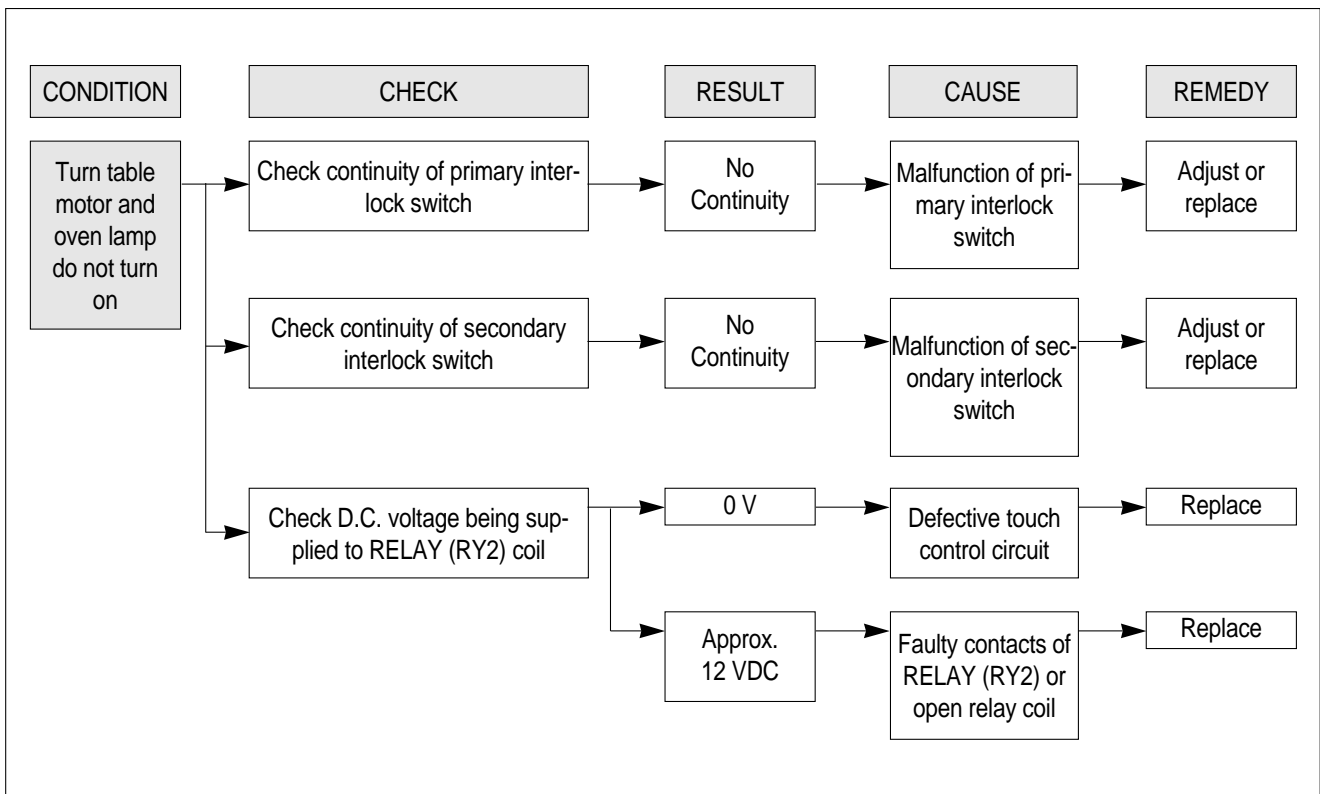 CONDITION
CHECK
RESULT
CAUSE
REMEDY
Turn table
motor and
oven lamp
do not turn
on
Check continuity of primary inter-
lock switch
No
Continuity
Malfunction of pri-
mary interlock
switch
Adjust or
replace
Check continuity of secondary
interlock switch
No
Continuity
Malfunction of sec-
ondary interlock
switch
Adjust or
replace
Check D.C. voltage being sup-
plied to RELAY (RY2) coil
0 V
Defective touch
control circuit
Replace
Approx.
12 VDC
Faulty contacts of
RELAY (RY2) or
open relay coil
Replace